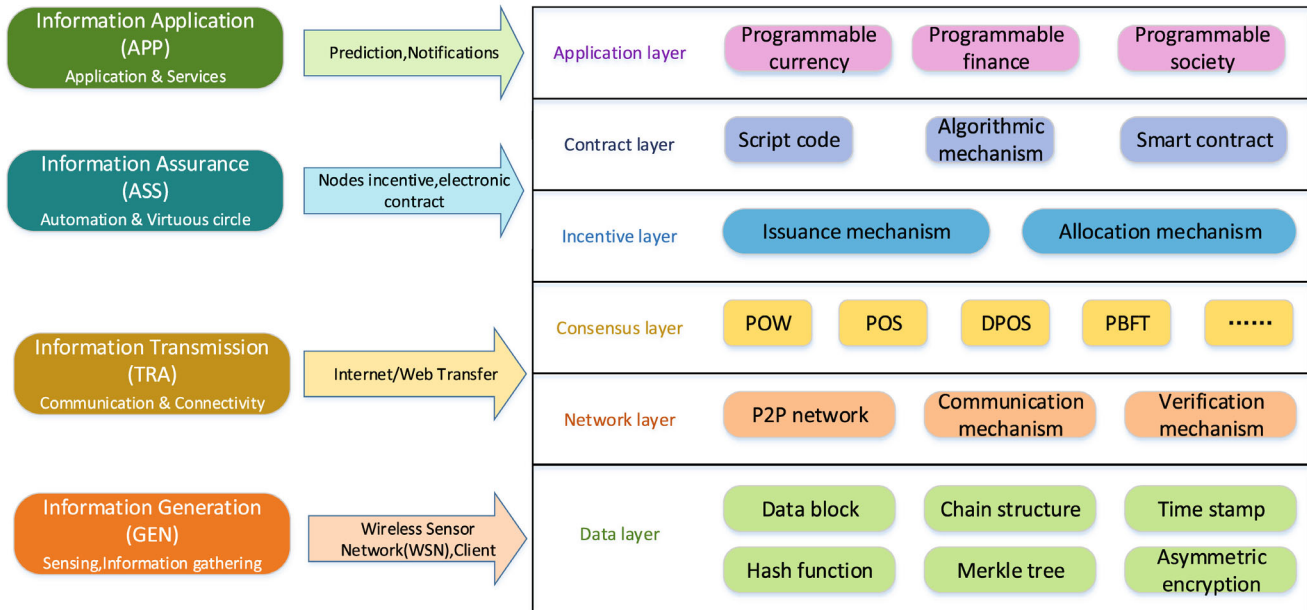 Information Application
(APP)
Application & Services
Prediction,Notifications
Application layer
Programmable
currency
Programmable
finance
Programmable
society
Information Assurance
(ASS)
Automation & Virtuous circle
Nodes incentive,electronic
contract
Contract layer
Script code
Algorithmic
mechanism
Smart contract
Incentive layer
Issuance mechanism
Allocation mechanism
Information Transmission
(TRA)
Communication & Connectivity
Internet/Web Transfer
Consensus layer
POW
POS
DPOS
PBFT
······
Network layer
P2P network
Communication
mechanism
Verification
mechanism
Information Generation
(GEN)
Sensing,Information gathering
Wireless Sensor
Network(WSN),Client
Data layer
Data block
Chain structure
Time stamp
Hash function
Merkle tree
Asymmetric
encryption